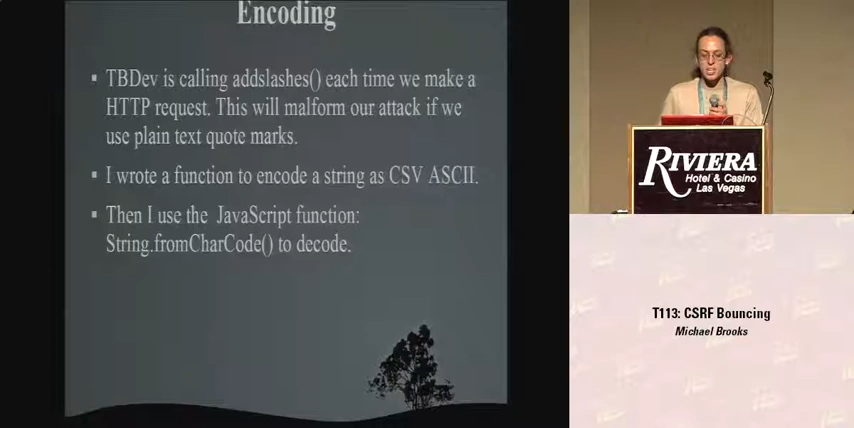 Encoding
▪ TBDev is calling addslashes() each time we make a
HTTP request. This will malform our attack if we
use plain text quote marks.
▪ I wrote a function to encode a string as CSV ASCII.
▪ Then I use the JavaScript function:
String.fromCharCode() to decode.
RIVIERA
Hotel & Casino
Las Vegas
T113: CSRF Bouncing
Michael Brooks